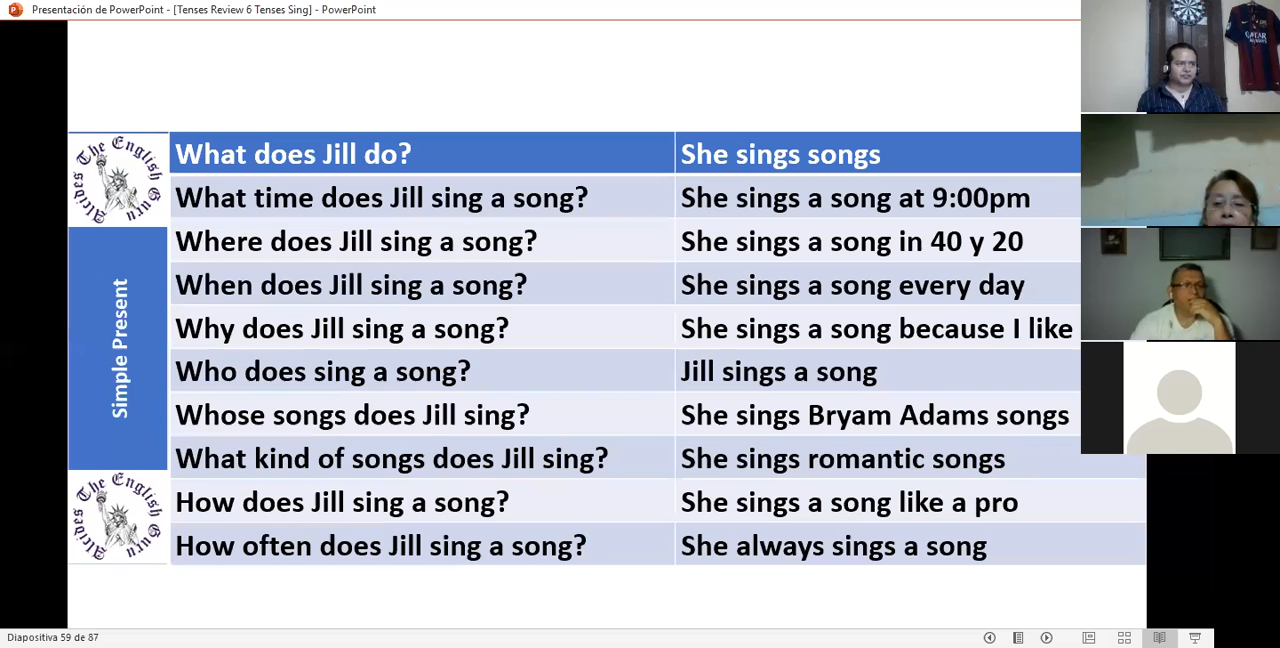 Presentación de PowerPoint - [Tenses Review 6 Tenses Sing] - PowerPoint
The English Guru
Alcides
What does Jill do? She sings songs
What time does Jill sing a song? She sings a song at 9:00pm
Where does Jill sing a song? She sings a song in 40 y 20
When does Jill sing a song? She sings a song every day
Simple Present
Why does Jill sing a song? She sings a song because I like
Who does sing a song? Jill sings a song
Whose songs does Jill sing? She sings Bryam Adams songs
What kind of songs does Jill sing? She sings romantic songs
The English Guru
Alcides
How does Jill sing a song? She sings a song like a pro
How often does Jill sing a song? She always sings a song
Diapositiva 59 de 87
QATAR